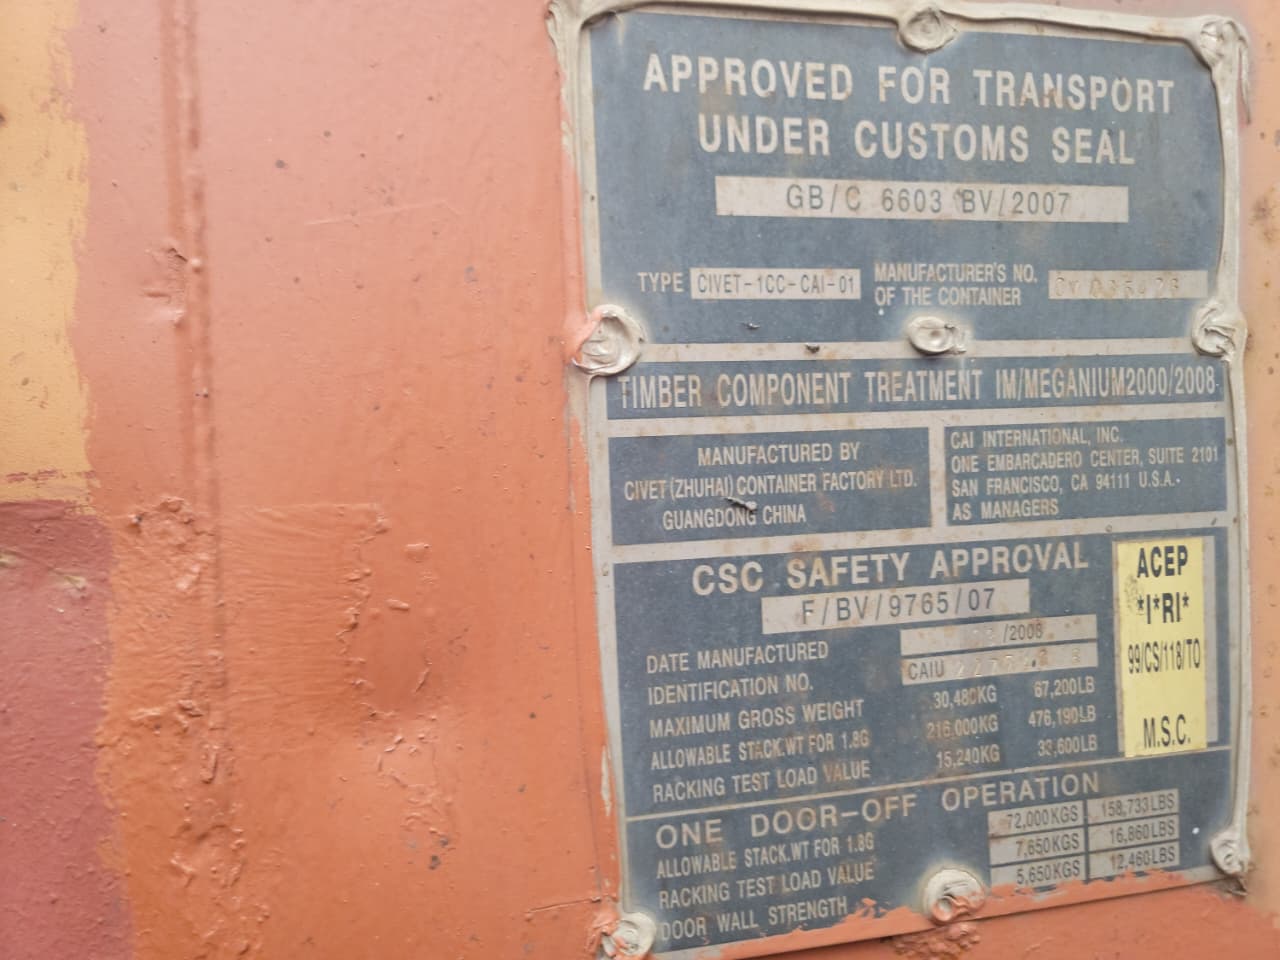 APPROVED FOR TRANSPORT
UNDER CUSTOMS SEAL
GB/C 6603 BV/2007
TYPE CIVET-1CC-CAI-01 MANUFACTURER'S NO.
OF THE CONTAINER
TIMBER COMPONENT TREATMENT IM/MEGANIUM2000/2008
MANUFACTURED BY
CIVET (ZHUHAI) CONTAINER FACTORY LTD.
GUANGDONG CHINA
CAI INTERNATIONAL, INC.
ONE EMBARCADERO CENTER, SUITE 2101
SAN FRANCISCO, CA 94111 U.S.A.
AS MANAGERS
CSC SAFETY APPROVAL
F/BV/9765/07
DATE MANUFACTURED /2008
IDENTIFICATION NO. CAIU
MAXIMUM GROSS WEIGHT 30,480KG 67,200LB
ALLOWABLE STACK.WT FOR 1.8G 216,000KG 476,190LB
RACKING TEST LOAD VALUE 15,240KG 33,600LB
ACEP
*I*RI*
99/CS/118/TO
M.S.C.
ONE DOOR-OFF OPERATION
ALLOWABLE STACK.WT FOR 1.8G 72,000KGS 158,733LBS
RACKING TEST LOAD VALUE 7,650KGS 16,860LBS
DOOR WALL STRENGTH 5,650KGS 12,460LBS